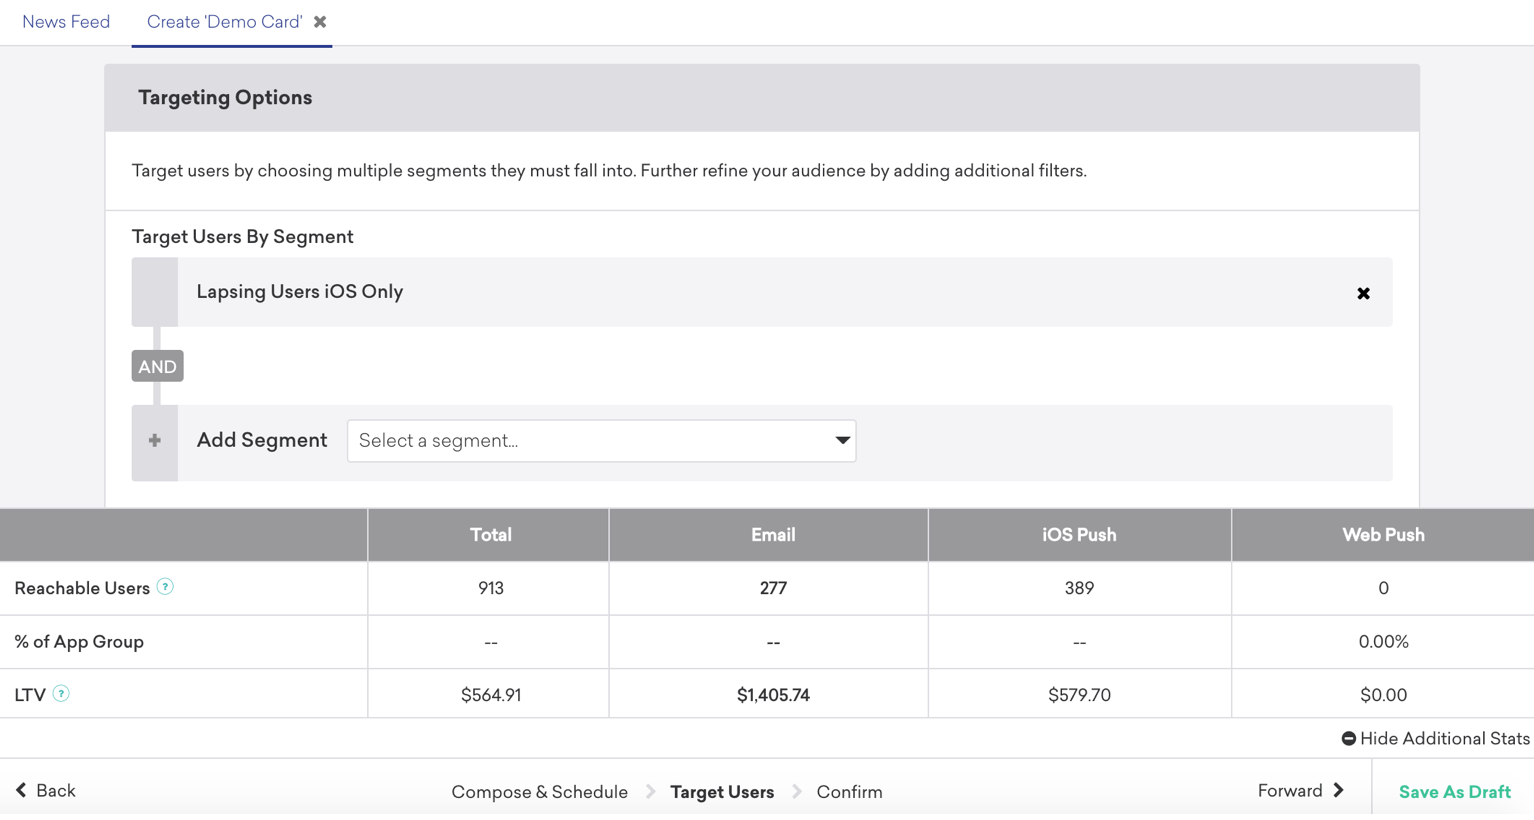 News Feed Create 'Demo Card' ✖
Targeting Options
Target users by choosing multiple segments they must fall into. Further refine your audience by adding additional filters.
Target Users By Segment
Lapsing Users iOS Only ✖
AND
+ Add Segment Select a segment...
Total Email iOS Push Web Push
Reachable Users ? 913 277 389 0
% of App Group -- -- -- 0.00%
LTV ? $564.91 $1,405.74 $579.70 $0.00
Hide Additional Stats
Back Compose & Schedule Target Users Confirm Forward Save As Draft